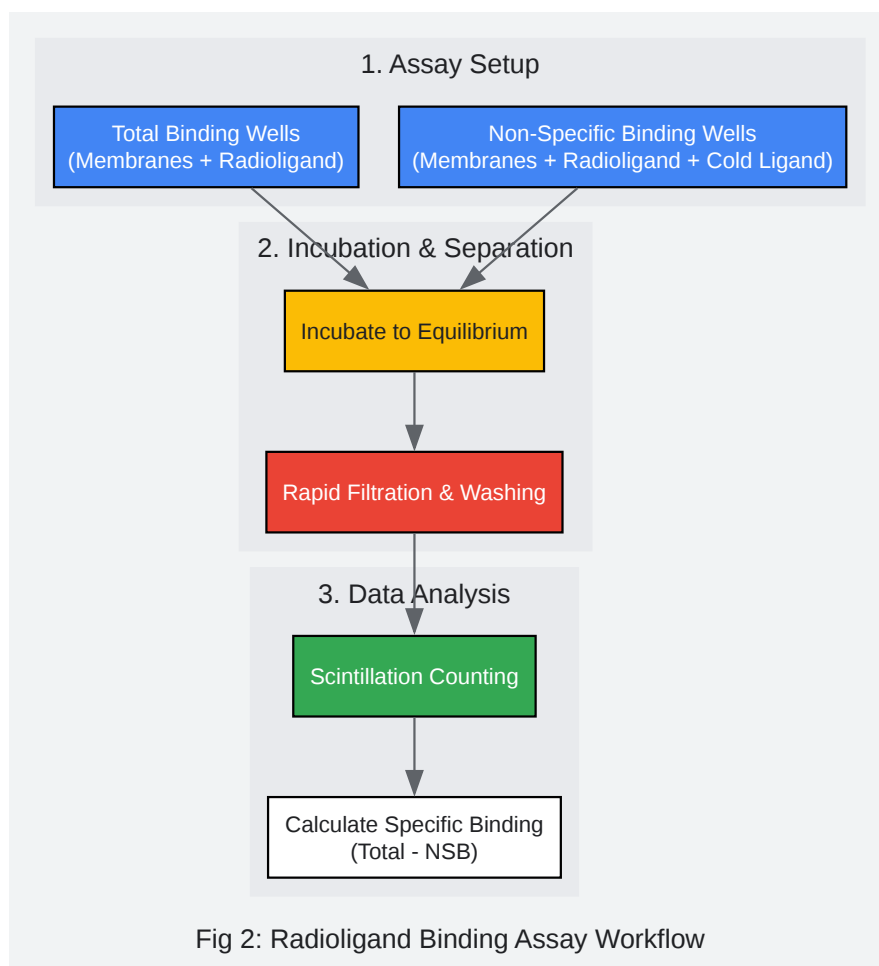 1. Assay Setup
Total Binding Wells
(Membranes + Radioligand)
Non-Specific Binding Wells
(Membranes + Radioligand + Cold Ligand)
2. Incubation & Separation
Incubate to Equilibrium
Rapid Filtration & Washing
3. Data Analysis
Scintillation Counting
Calculate Specific Binding
(Total - NSB)
Fig 2: Radioligand Binding Assay Workflow